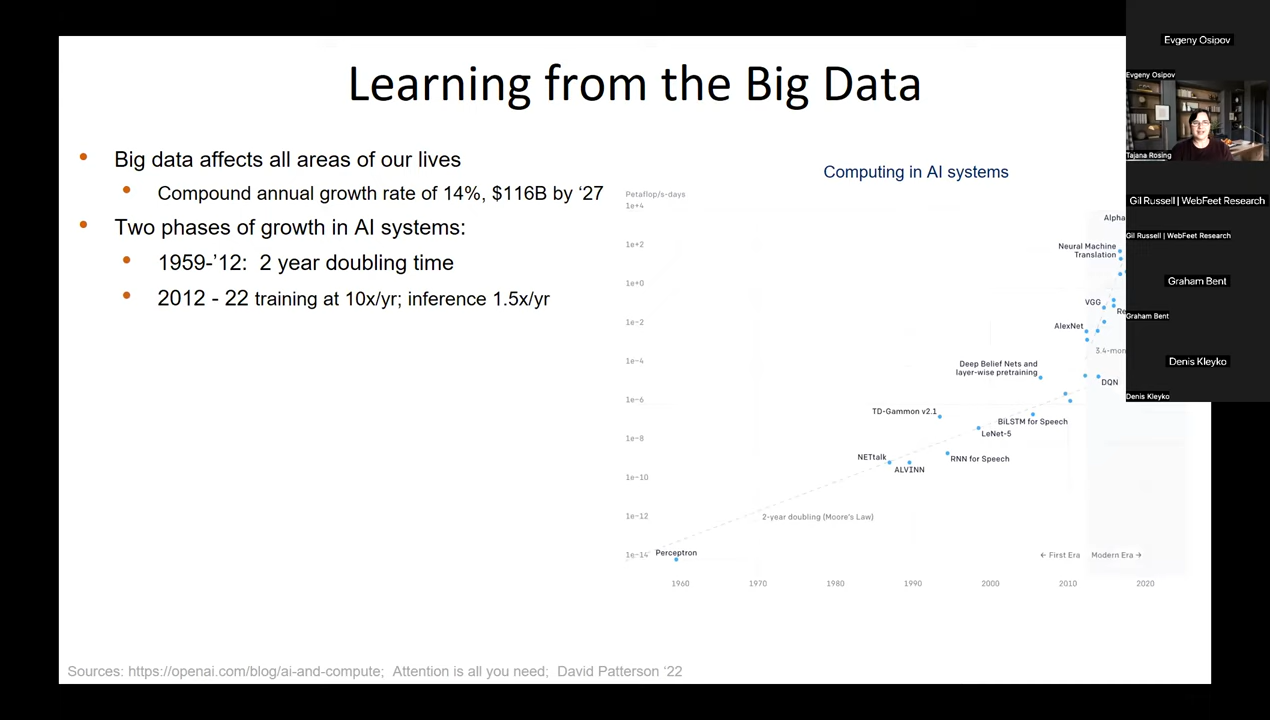 Learning from the Big Data
Big data affects all areas of our lives
Compound annual growth rate of 14%, $116B by ‘27
Two phases of growth in AI systems:
1959-’12: 2 year doubling time
2012 - 22 training at 10x/yr; inference 1.5x/yr
Computing in AI systems
Petaflop/s-days
1e+4
1e+2
1e+0
1e-2
1e-4
1e-6
1e-8
1e-10
1e-12
1e-14
Alpha
Neural Machine
Translation
VGG
Re
AlexNet
3.4-mon
Deep Belief Nets and
layer-wise pretraining
DQN
TD-Gammon v2.1
BiLSTM for Speech
LeNet-5
NETtalk
ALVINN
RNN for Speech
2-year doubling (Moore's Law)
Perceptron
← First Era
Modern Era →
1960
1970
1980
1990
2000
2010
2020
Sources: https://openai.com/blog/ai-and-compute; Attention is all you need; David Patterson ‘22
Evgeny Osipov
Evgeny Osipov
Tajana Rosing
Gil Russell | WebFeet Research
Gil Russell | WebFeet Research
Graham Bent
Graham Bent
Denis Kleyko
Denis Kleyko